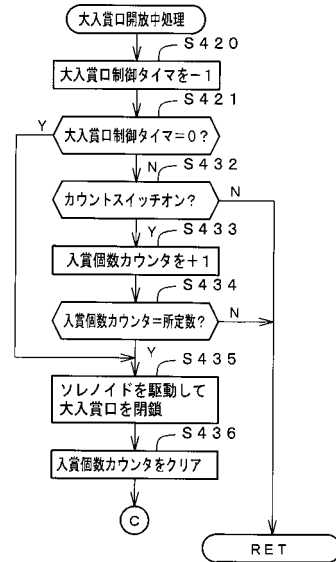 大入賞口開放中処理
S420
大入賞口制御タイマを−1
S421
Y
大入賞口制御タイマ=0?
N
S432
カウントスイッチオン?
N
Y
S433
入賞個数カウンタを+1
S434
入賞個数カウンタ=所定数?
N
Y
S435
ソレノイドを駆動して
大入賞口を閉鎖
S436
入賞個数カウンタをクリア
C
RET